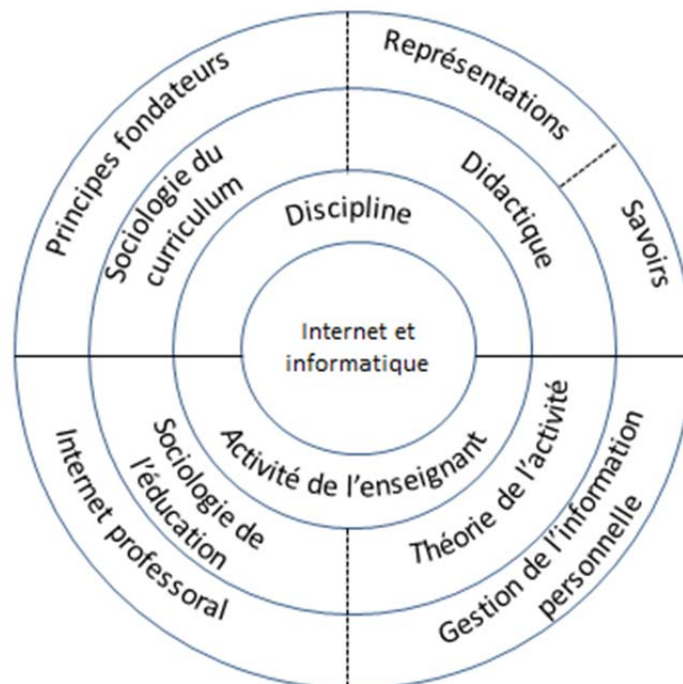 Principes fondateurs
Représentations
Savoirs
Sociologie du
curriculum
Didactique
Discipline
Internet et
informatique
Activité de l'enseignant
Sociologie de
l'éducation
Théorie de l'activité
Internet professoral
Gestion de l'information
personnelle